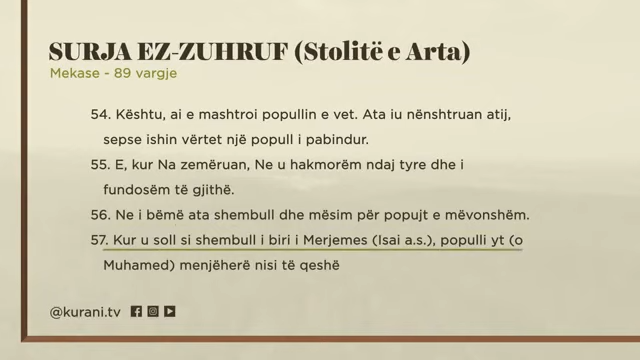 SURJA EZ-ZUHRUF (Stolitë e Arta)
Mekase - 89 vargje
54. Kështu, ai e mashtroi popullin e vet. Ata iu nënshtruan atij,
sepse ishin vërtet një popull i pabindur.
55. E, kur Na zemëruan, Ne u hakmorëm ndaj tyre dhe i
fundosëm të gjithë.
56. Ne i bëmë ata shembull dhe mësim për popujt e mëvonshëm.
57. Kur u soll si shembull i biri i Merjemes (Isai a.s.), populli yt (o
Muhamed) menjëherë nisi të qeshë
@kurani.tv